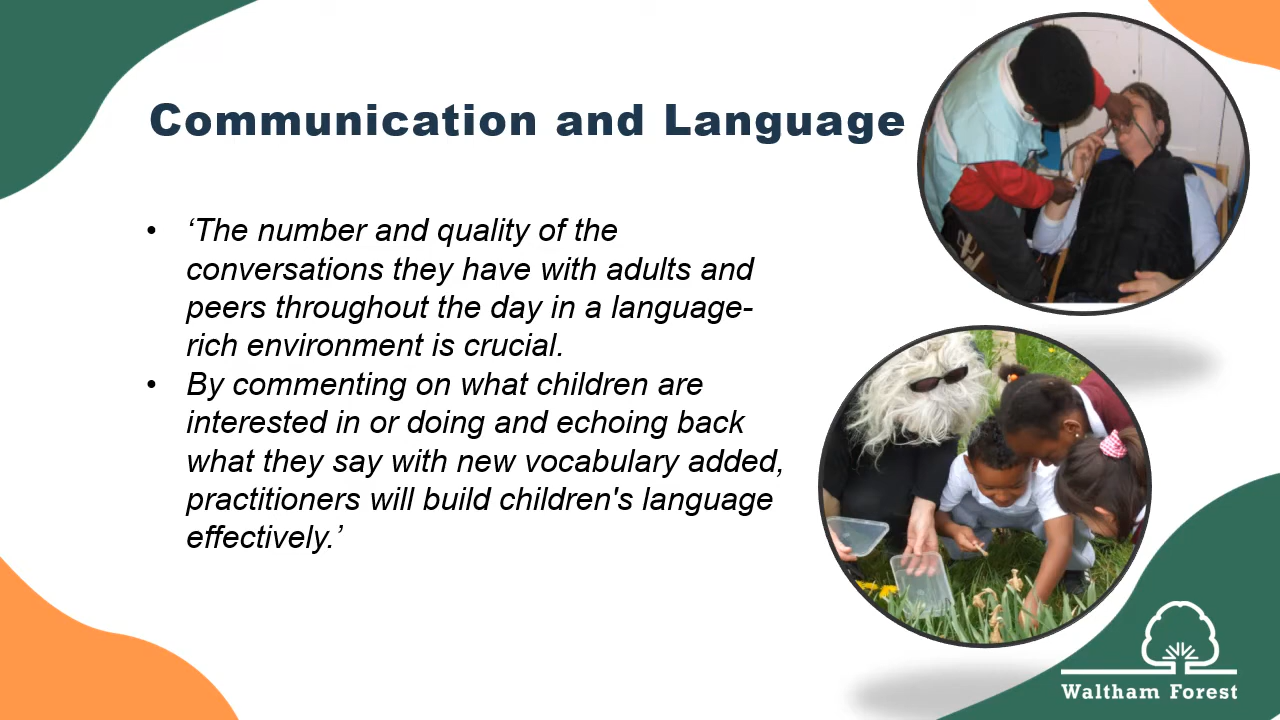 Communication and Language
• ‘The number and quality of the
conversations they have with adults and
peers throughout the day in a language-
rich environment is crucial.
• By commenting on what children are
interested in or doing and echoing back
what they say with new vocabulary added,
practitioners will build children's language
effectively.’
Waltham Forest